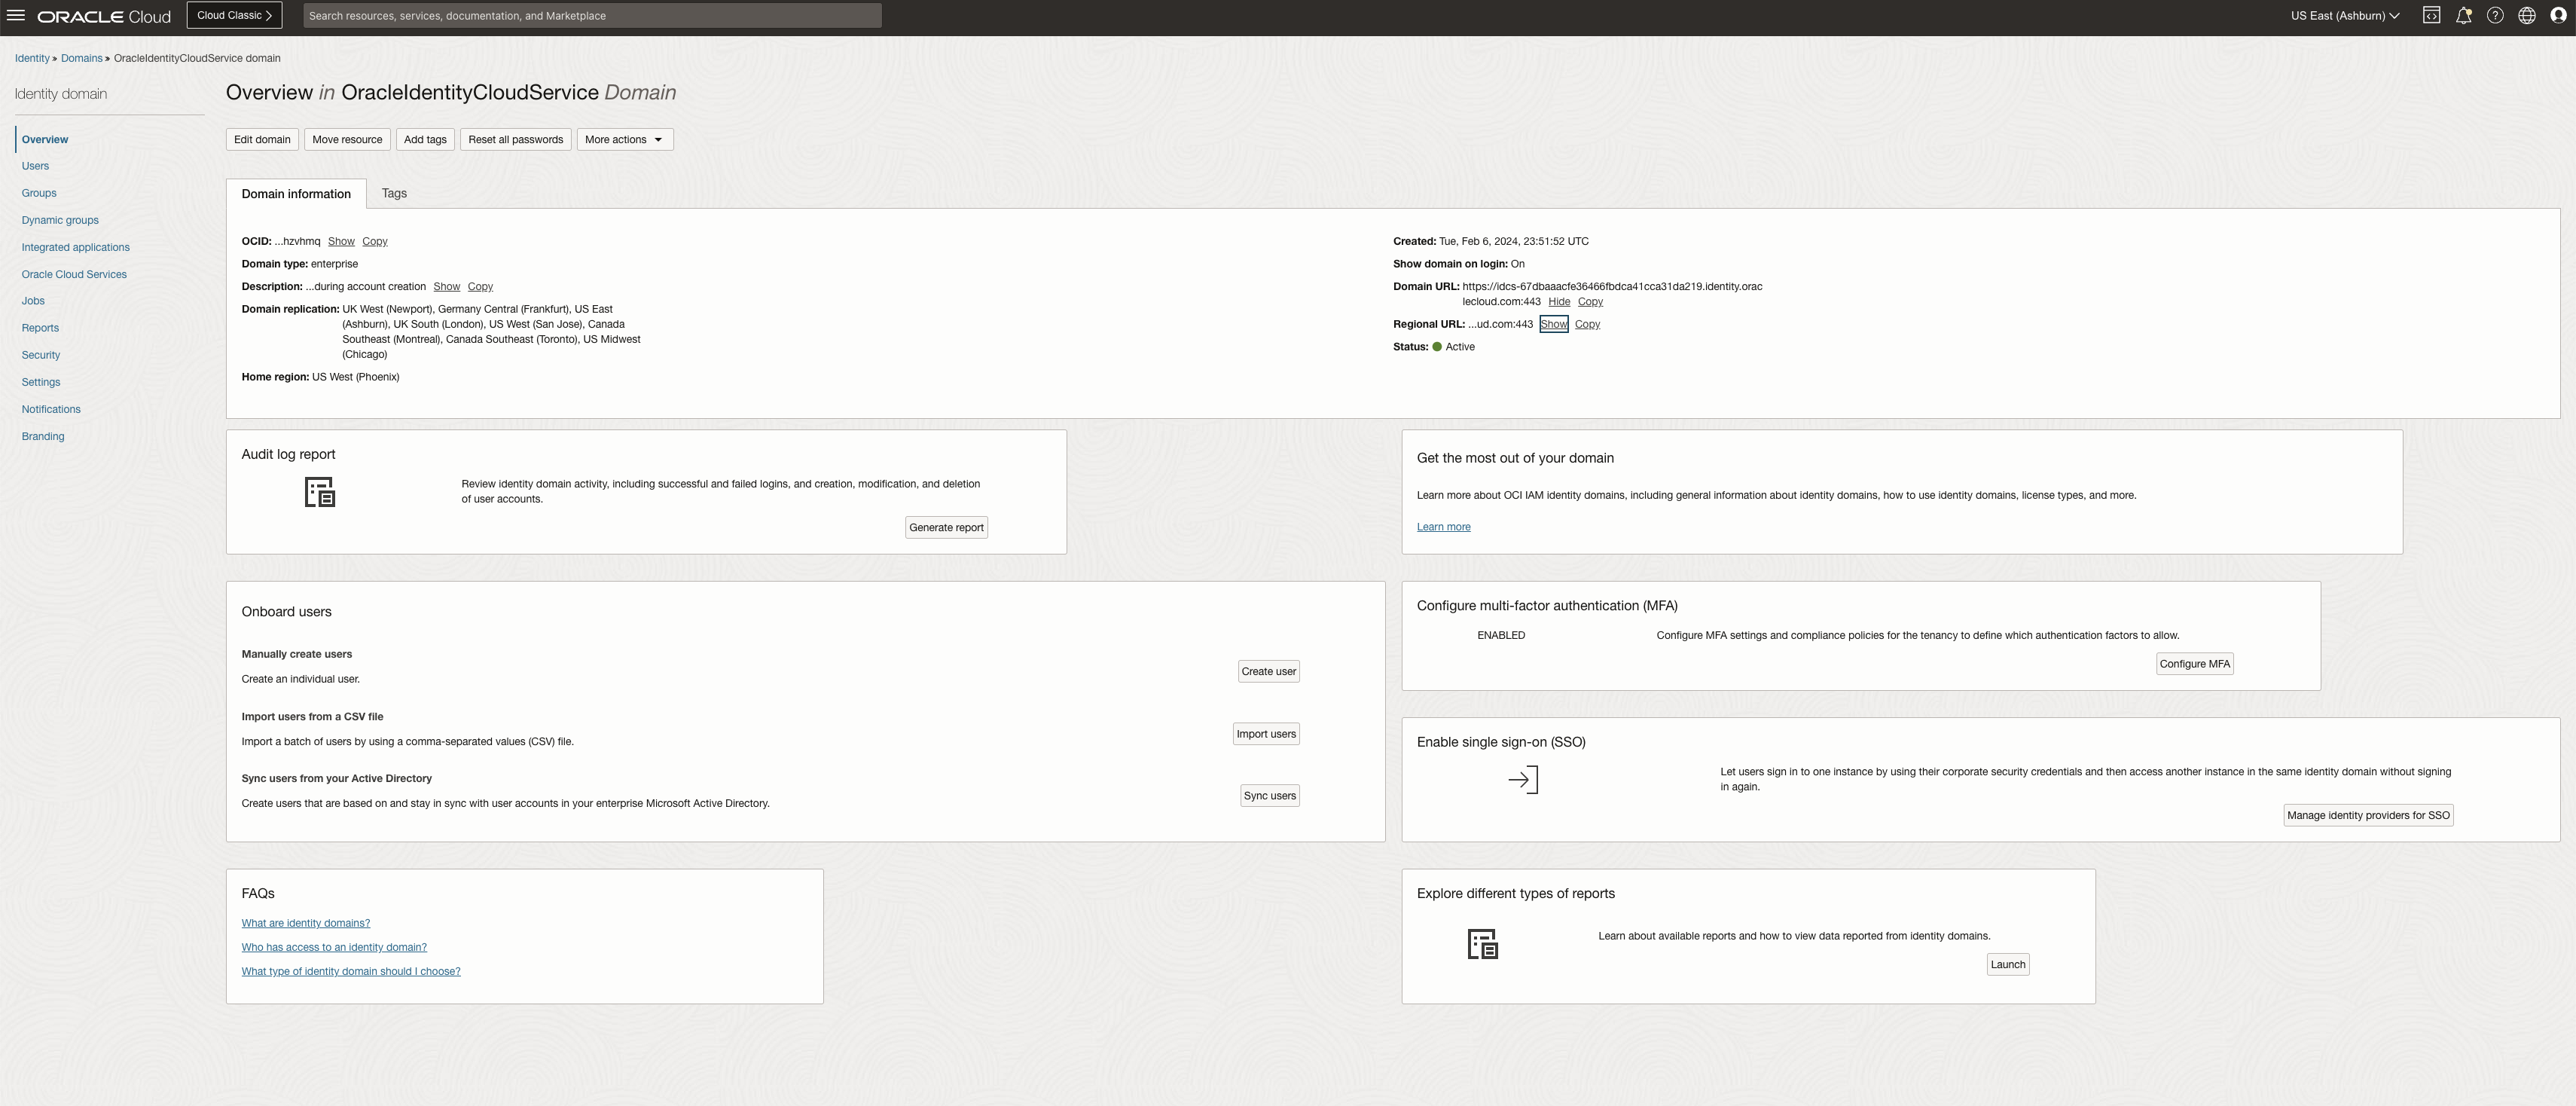 ORACLE Cloud
Cloud Classic
Search resources, services, documentation, and Marketplace
US East (Ashburn)
Identity » Domains » OracleIdentityCloudService domain
Identity domain
Overview
Users
Groups
Dynamic groups
Integrated applications
Oracle Cloud Services
Jobs
Reports
Security
Settings
Notifications
Branding
Overview in OracleIdentityCloudService Domain
Edit domain
Move resource
Add tags
Reset all passwords
More actions
Domain information
Tags
OCID: ...hzvhmq Show Copy
Domain type: enterprise
Description: ...during account creation Show Copy
Domain replication: UK West (Newport), Germany Central (Frankfurt), US East
(Ashburn), UK South (London), US West (San Jose), Canada
Southeast (Montreal), Canada Southeast (Toronto), US Midwest
(Chicago)
Home region: US West (Phoenix)
Created: Tue, Feb 6, 2024, 23:51:52 UTC
Show domain on login: On
Domain URL: https://idcs-67dbaaacfe36466fbdca41cca31da219.identity.orac
lecloud.com:443 Hide Copy
Regional URL: ...ud.com:443 Show Copy
Status: Active
Audit log report
Review identity domain activity, including successful and failed logins, and creation, modification, and deletion
of user accounts.
Generate report
Get the most out of your domain
Learn more about OCI IAM identity domains, including general information about identity domains, how to use identity domains, license types, and more.
Learn more
Onboard users
Manually create users
Create an individual user.
Create user
Import users from a CSV file
Import a batch of users by using a comma-separated values (CSV) file.
Import users
Sync users from your Active Directory
Create users that are based on and stay in sync with user accounts in your enterprise Microsoft Active Directory.
Sync users
Configure multi-factor authentication (MFA)
ENABLED
Configure MFA settings and compliance policies for the tenancy to define which authentication factors to allow.
Configure MFA
Enable single sign-on (SSO)
Let users sign in to one instance by using their corporate security credentials and then access another instance in the same identity domain without signing
in again.
Manage identity providers for SSO
FAQs
What are identity domains?
Who has access to an identity domain?
What type of identity domain should I choose?
Explore different types of reports
Learn about available reports and how to view data reported from identity domains.
Launch